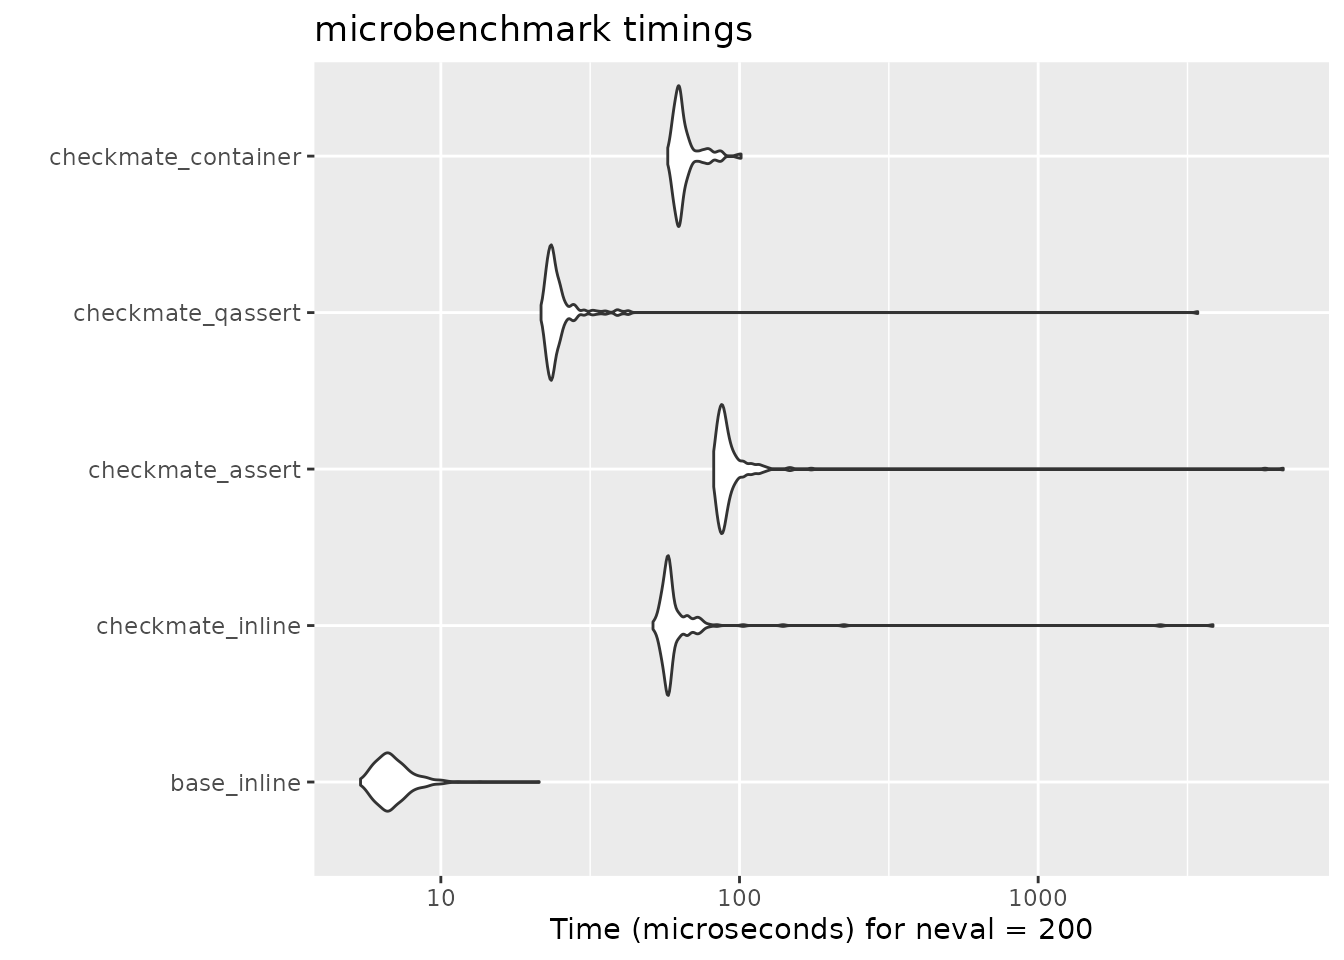 microbenchmark timings
checkmate_container
checkmate_qassert
checkmate_assert
checkmate_inline
base_inline
10 100 1000
Time (microseconds) for neval = 200